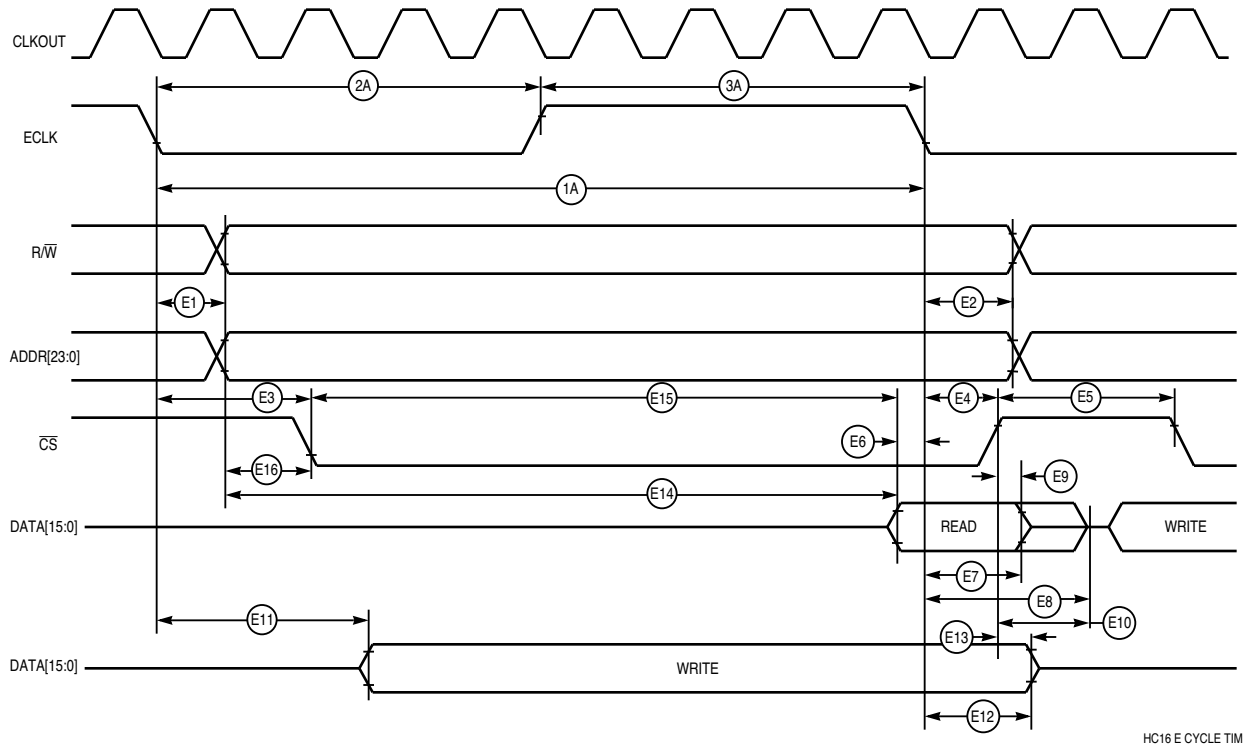 CLKOUT
2A
3A
ECLK
1A
R/W̅
E1
E2
ADDR[23:0]
E3
E15
E4
E5
C̅S̅
E6
E16
E9
E14
DATA[15:0]
READ
WRITE
E7
E8
E11
E10
E13
DATA[15:0]
WRITE
E12
HC16 E CYCLE TIM